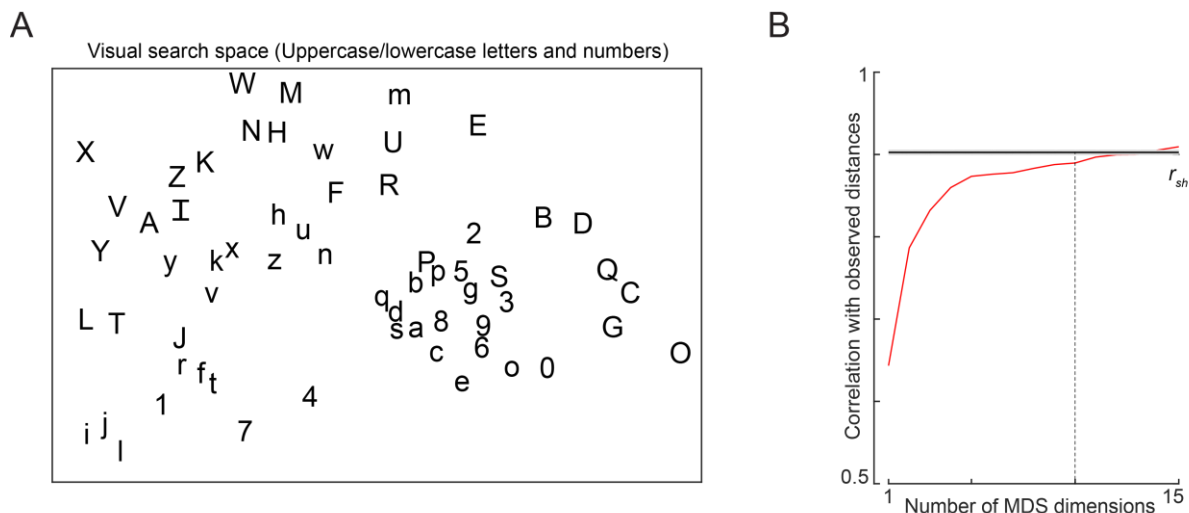 A
B
Visual search space (Uppercase/lowercase letters and numbers)
W
M
m
E
N H
U
w
X
K
Z
R
F
V
I
A
h
B
D
u
2
Y
x
n
y
k
z
P
p
5
S
Q
b
g
v
q
3
C
d
L
T
8
9
G
s a
J
6
c
O
r
f
o
0
t
e
4
1
j
7
i
l
1
Correlation with observed distances
r sh
0.5
1
15
Number of MDS dimensions